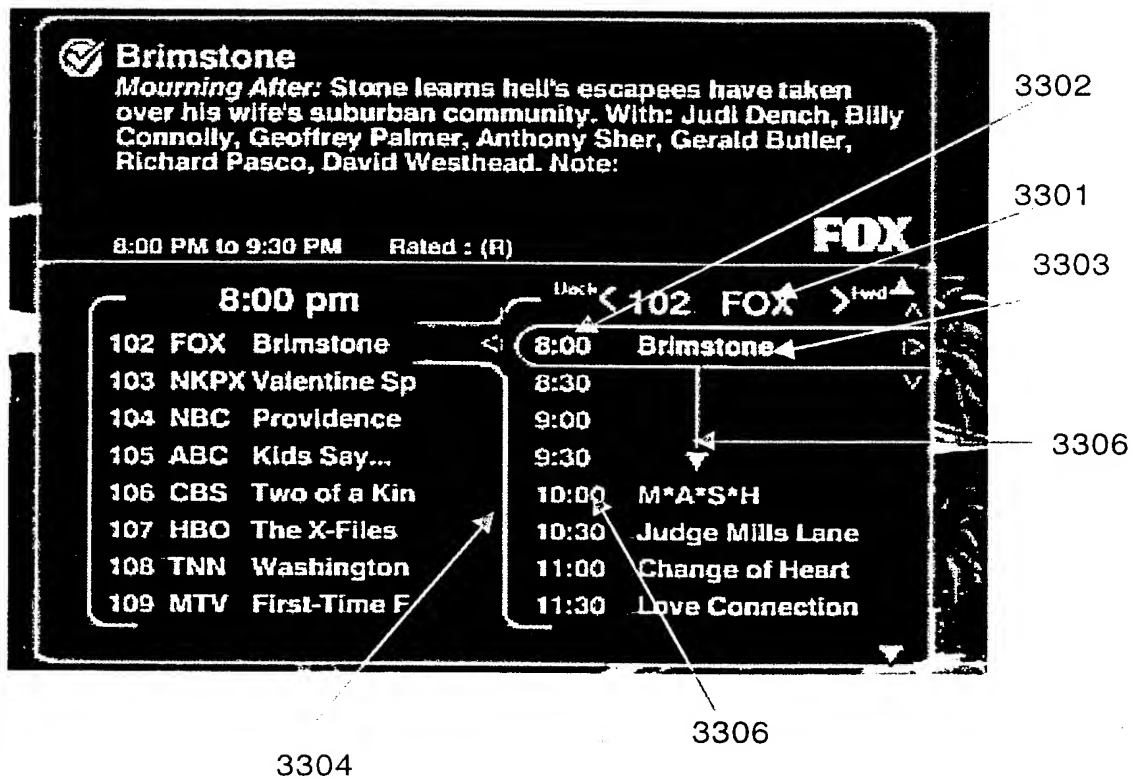 Brimstone
Mourning After: Stone learns hell's escapees have taken
over his wife's suburban community. With: Judi Dench, Billy
Connolly, Geoffrey Palmer, Anthony Sher, Gerald Butler,
Richard Pasco, David Westhead. Note:
8:00 PM to 9:30 PM Rated : (R)
FOX
8:00 pm
102 FOX Brimstone
103 NKPX Valentine Sp
104 NBC Providence
105 ABC Kids Say...
106 CBS Two of a Kin
107 HBO The X-Files
108 TNN Washington
109 MTV First-Time F
Back < 102 FOX > Fwd
8:00 Brimstone
8:30
9:00
9:30
10:00 M*A*S*H
10:30 Judge Mills Lane
11:00 Change of Heart
11:30 Love Connection
3302
3301
3303
3306
3306
3304